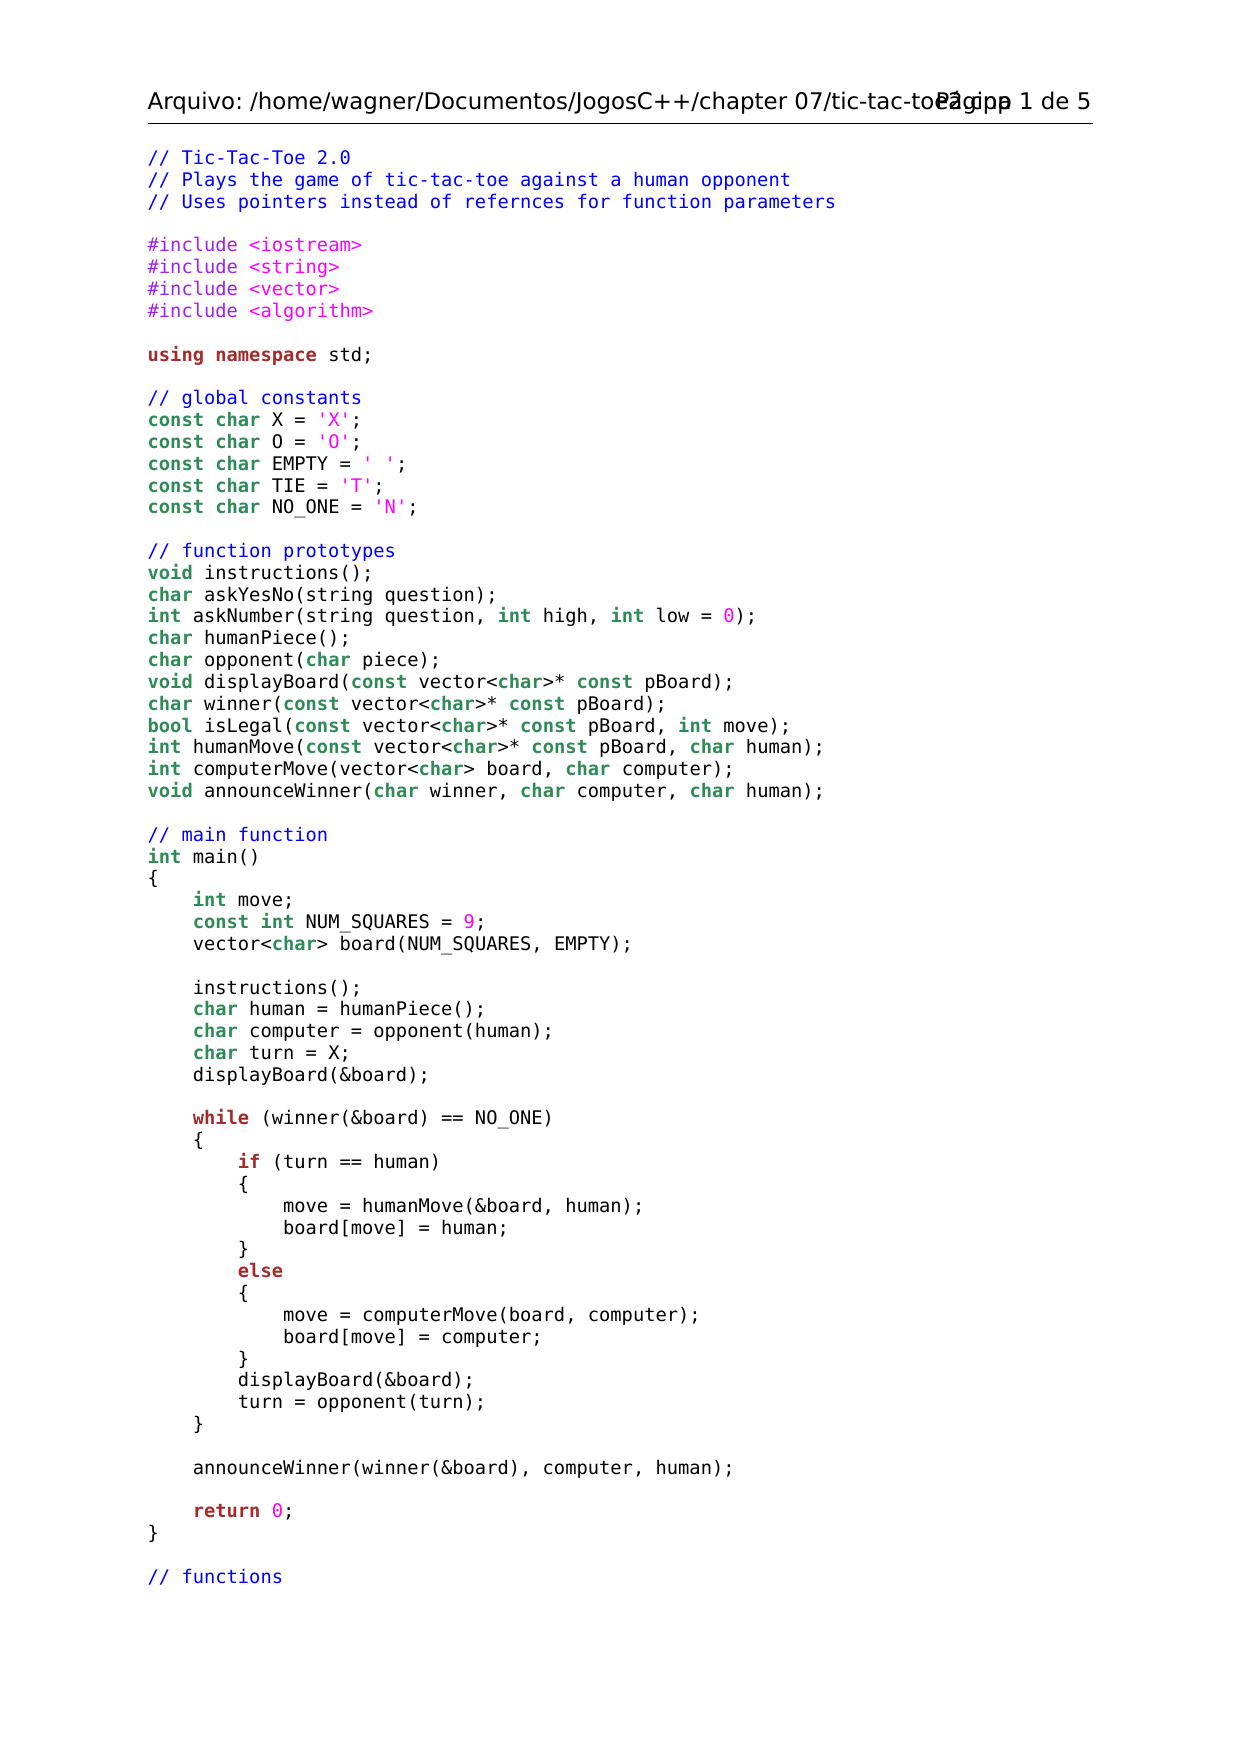 Arquivo: /home/wagner/Documentos/JogosC++/chapter 07/tic-tac-toe2.cpp Página 1 de 5
// Tic-Tac-Toe 2.0
// Plays the game of tic-tac-toe against a human opponent
// Uses pointers instead of refernces for function parameters
#include <iostream>
#include <string>
#include <vector>
#include <algorithm>
using namespace std;
// global constants
const char X = 'X';
const char O = 'O';
const char EMPTY = ' ';
const char TIE = 'T';
const char NO_ONE = 'N';
// function prototypes
void instructions();
char askYesNo(string question);
int askNumber(string question, int high, int low = 0);
char humanPiece();
char opponent(char piece);
void displayBoard(const vector<char>* const pBoard);
char winner(const vector<char>* const pBoard);
bool isLegal(const vector<char>* const pBoard, int move);
int humanMove(const vector<char>* const pBoard, char human);
int computerMove(vector<char> board, char computer);
void announceWinner(char winner, char computer, char human);
// main function
int main()
{
    int move;
    const int NUM_SQUARES = 9;
    vector<char> board(NUM_SQUARES, EMPTY);
    instructions();
    char human = humanPiece();
    char computer = opponent(human);
    char turn = X;
    displayBoard(&board);
    while (winner(&board) == NO_ONE)
    {
        if (turn == human)
        {
            move = humanMove(&board, human);
            board[move] = human;
        }
        else
        {
            move = computerMove(board, computer);
            board[move] = computer;
        }
        displayBoard(&board);
        turn = opponent(turn);
    }
    announceWinner(winner(&board), computer, human);
    return 0;
}
// functions